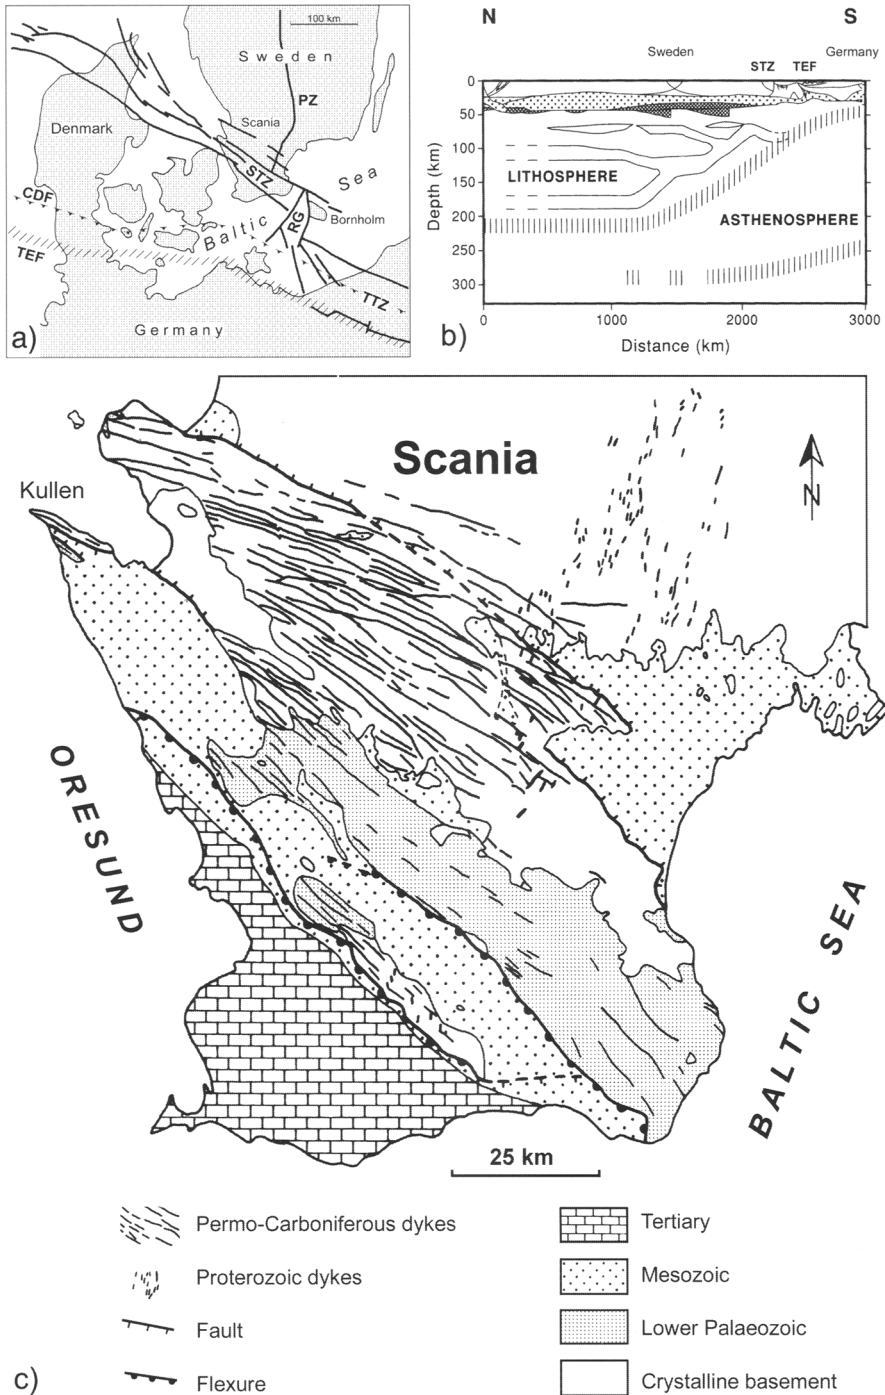 100 km
Sweden
PZ
Denmark
Scania
STZ
Sea
CDF
Baltic
RG
Bornholm
TEF
TTZ
Germany
a)
N
S
Sweden
Germany
STZ TEF
0
50
100
150
200
250
300
Depth (km)
LITHOSPHERE
ASTHENOSPHERE
0 1000 2000 3000
Distance (km)
b)
Scania
N
Kullen
ORESUND
BALTIC SEA
25 km
Permo-Carboniferous dykes
Proterozoic dykes
Fault
Flexure
Tertiary
Mesozoic
Lower Palaeozoic
Crystalline basement
c)